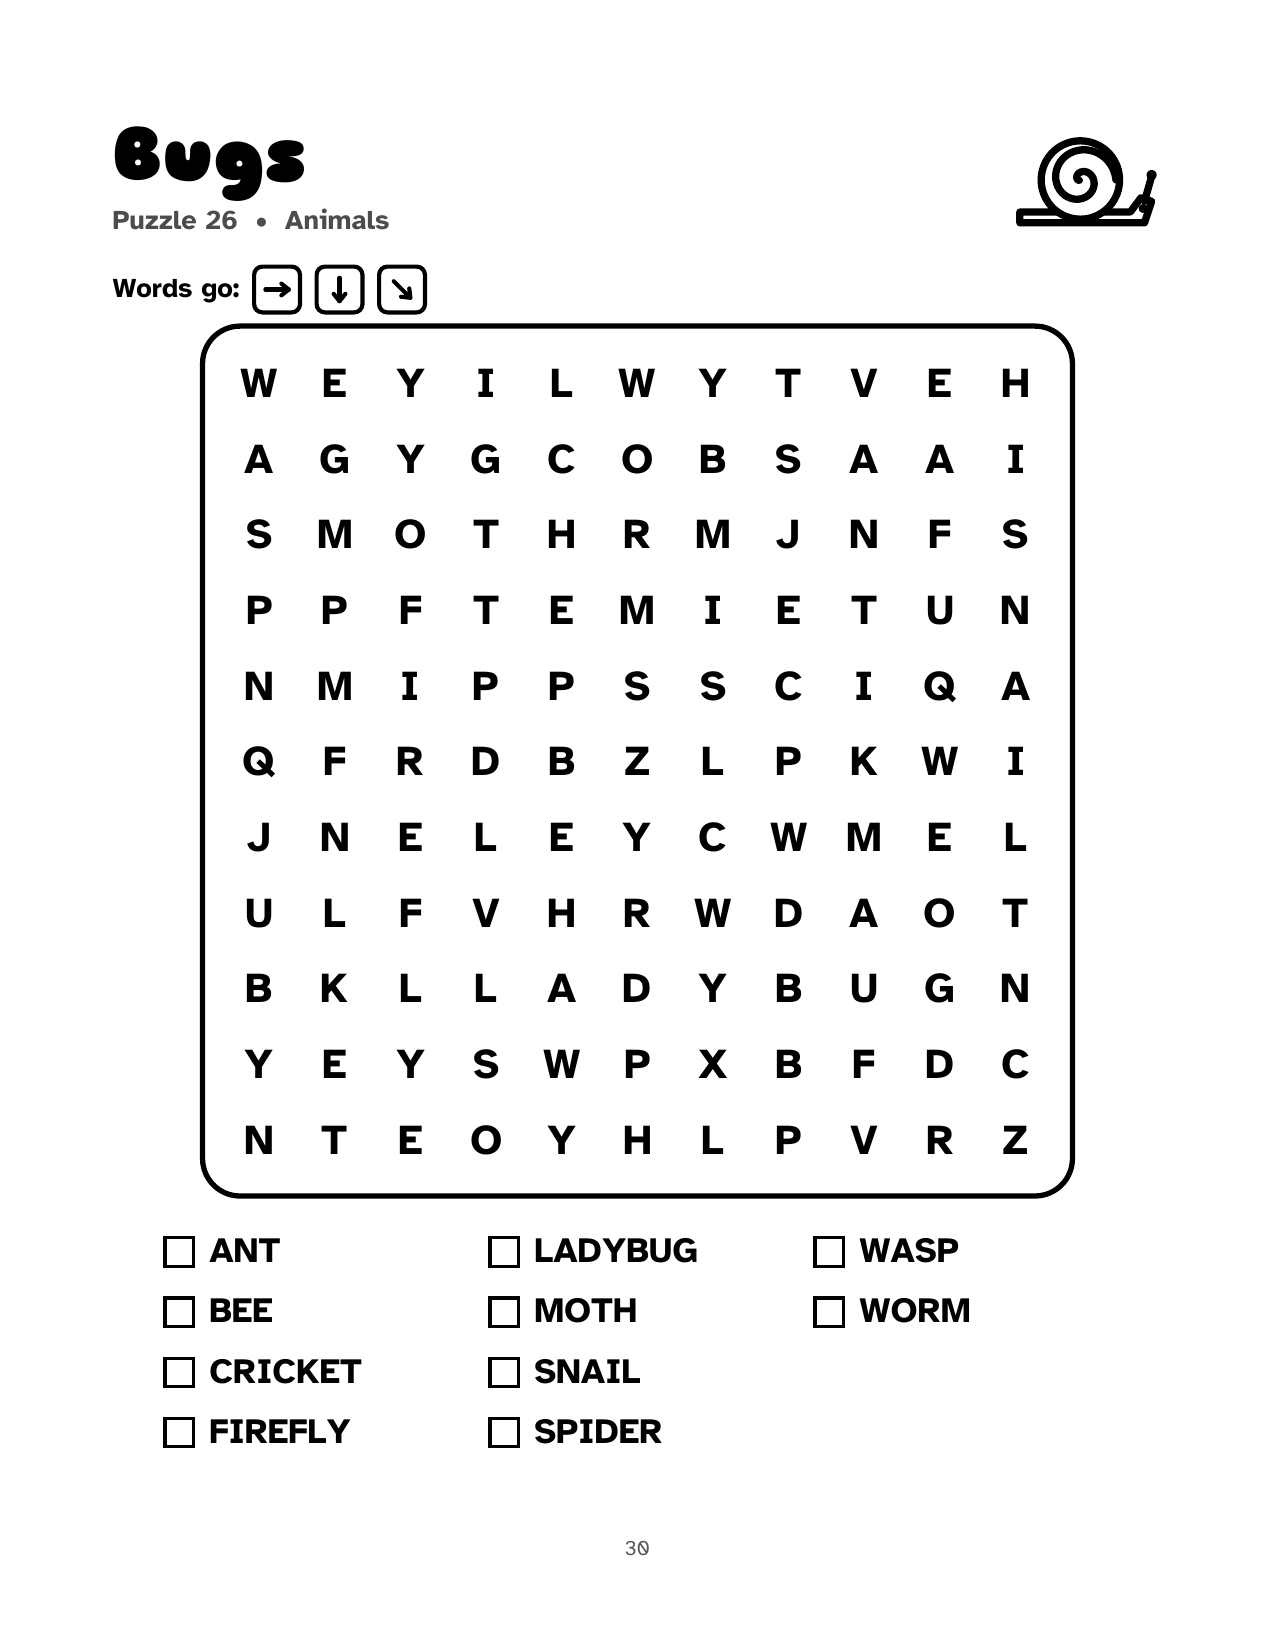 Bugs
Puzzle 26 • Animals
Words go:
W E Y I L W Y T V E H
A G Y G C O B S A A I
S M O T H R M J N F S
P P F T E M I E T U N
N M I P P S S C I Q A
Q F R D B Z L P K W I
J N E L E Y C W M E L
U L F V H R W D A O T
B K L L A D Y B U G N
Y E Y S W P X B F D C
N T E O Y H L P V R Z
ANT LADYBUG WASP
BEE MOTH WORM
CRICKET SNAIL
FIREFLY SPIDER
30